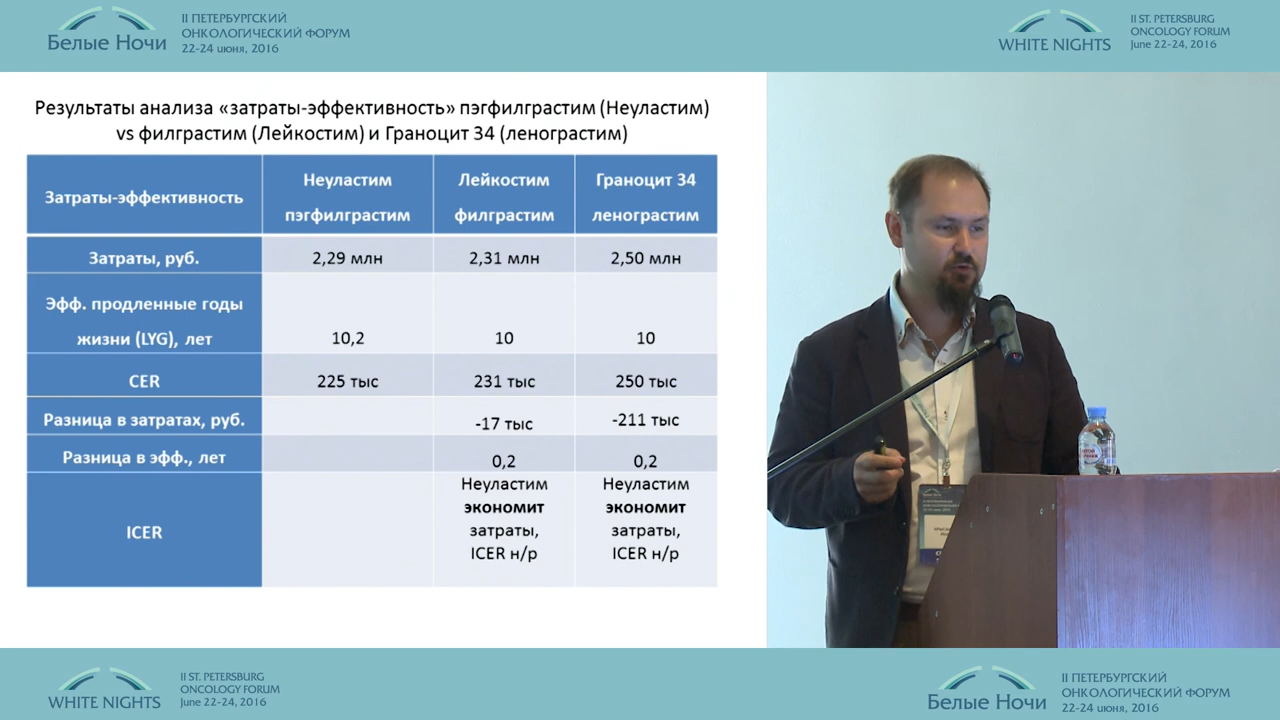 Белые Ночи
II ПЕТЕРБУРГСКИЙ
ОНКОЛОГИЧЕСКИЙ ФОРУМ
22-24 июня, 2016
WHITE NIGHTS
II ST. PETERSBURG
ONCOLOGY FORUM
June 22-24, 2016
Результаты анализа «затраты-эффективность» пэгфилграстим (Неуластим)
vs филграстим (Лейкостим) и Граноцит 34 (ленограстим)
Затраты-эффективность
Неуластим
пэгфилграстим
Лейкостим
филграстим
Граноцит 34
ленограстим
Затраты, руб.
2,29 млн
2,31 млн
2,50 млн
Эфф. продленные годы
жизни (LYG), лет
10,2
10
10
CER
225 тыс
231 тыс
250 тыс
Разница в затратах, руб.
-17 тыс
-211 тыс
Разница в эфф., лет
0,2
0,2
ICER
Неуластим
экономит
затраты,
ICER н/р
Неуластим
экономит
затраты,
ICER н/р
WHITE NIGHTS
II ST. PETERSBURG
ONCOLOGY FORUM
June 22-24, 2016
Белые Ночи
II ПЕТЕРБУРГСКИЙ
ОНКОЛОГИЧЕСКИЙ ФОРУМ
22-24 июня, 2016